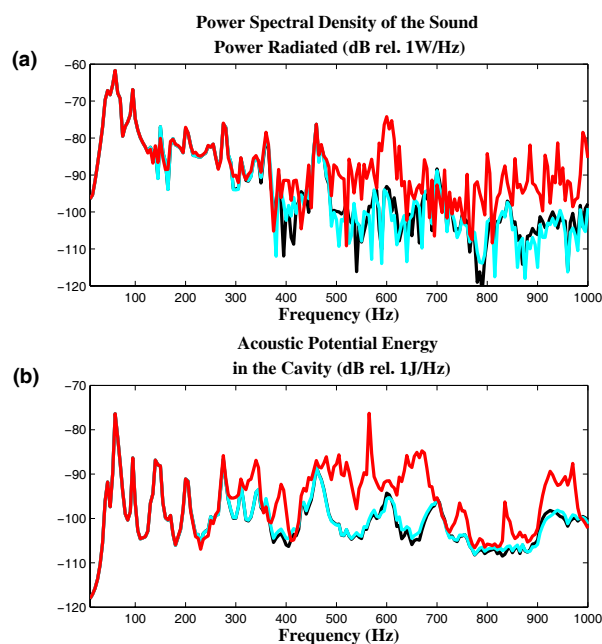 Power Spectral Density of the Sound
Power Radiated (dB rel. 1W/Hz)
(a)
−60
−70
−80
−90
−100
−110
−120
100 200 300 400 500 600 700 800 900 1000
Frequency (Hz)
Acoustic Potential Energy
in the Cavity (dB rel. 1J/Hz)
(b)
−70
−80
−90
−100
−110
−120
100 200 300 400 500 600 700 800 900 1000
Frequency (Hz)